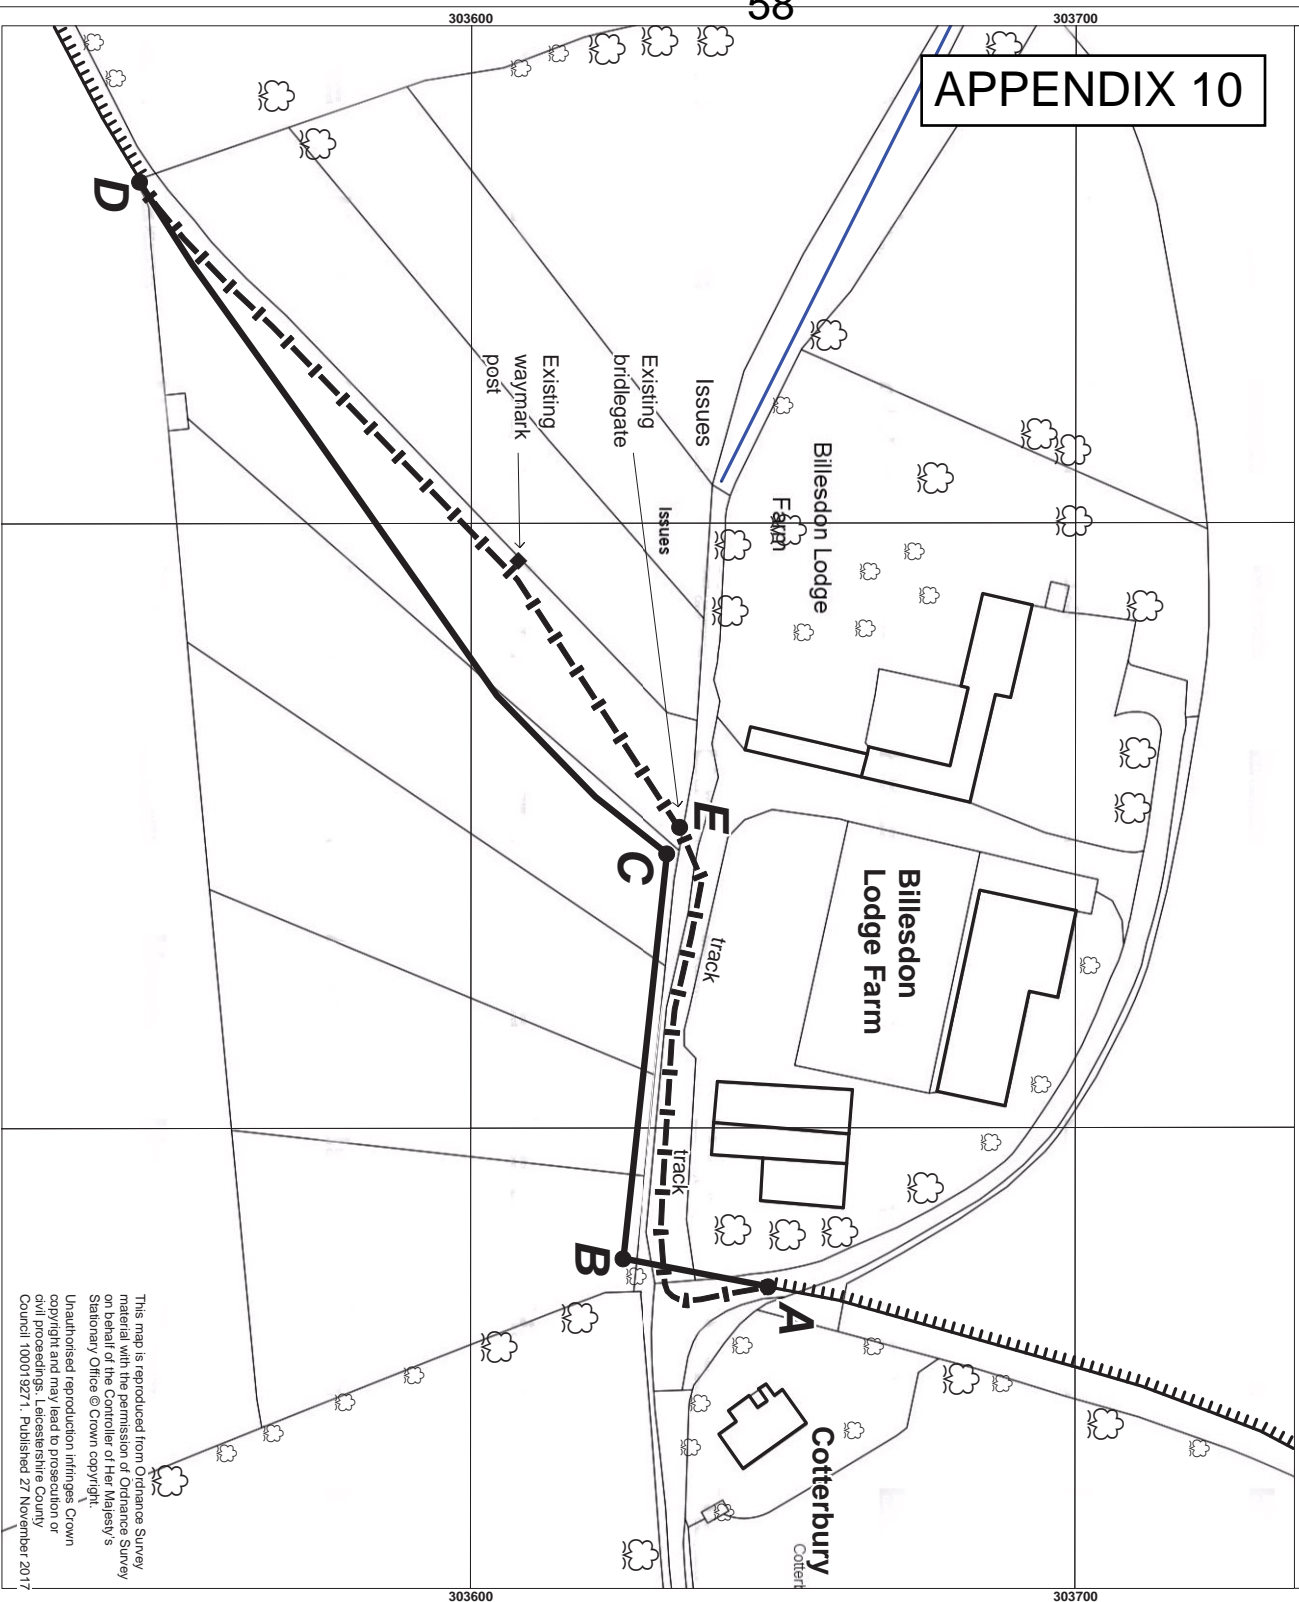 58
303600
303700
APPENDIX 10
D
Existing
waymark
post
Existing
bridlegate
Issues
Issues
Billesdon Lodge
Farm
E
C
track
Billesdon
Lodge Farm
track
B
A
Cotterbury
Cotter
This map is reproduced from Ordnance Survey
material with the permission of Ordnance Survey
on behalf of the Controller of Her Majesty's
Stationary Office © Crown copyright.
Unauthorised reproduction infringes Crown
copyright and may lead to prosecution or
civil proceedings. Leicestershire County
Council 100019271. Published 27 November 2017
303600
303700